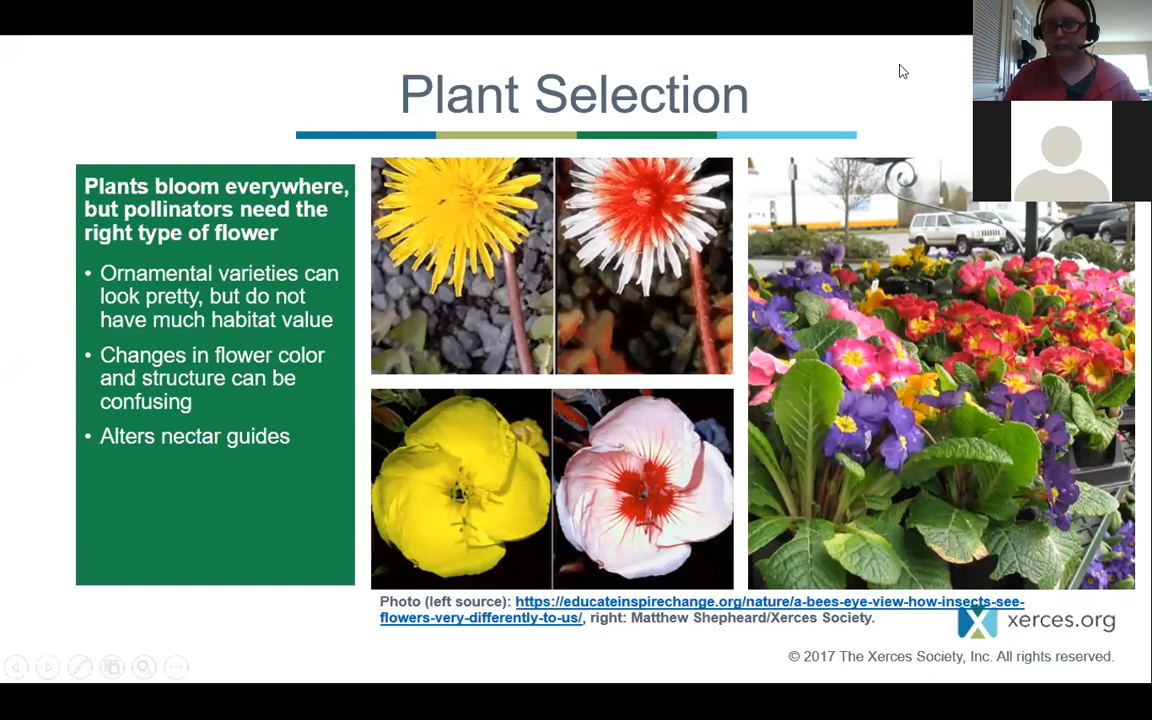 Plant Selection
Plants bloom everywhere,
but pollinators need the
right type of flower
• Ornamental varieties can
look pretty, but do not
have much habitat value
• Changes in flower color
and structure can be
confusing
• Alters nectar guides
Photo (left source): https://educateinspirechange.org/nature/a-bees-eye-view-how-insects-see-
flowers-very-differently-to-us/, right: Matthew Shepheard/Xerces Society.
xerces.org
© 2017 The Xerces Society, Inc. All rights reserved.